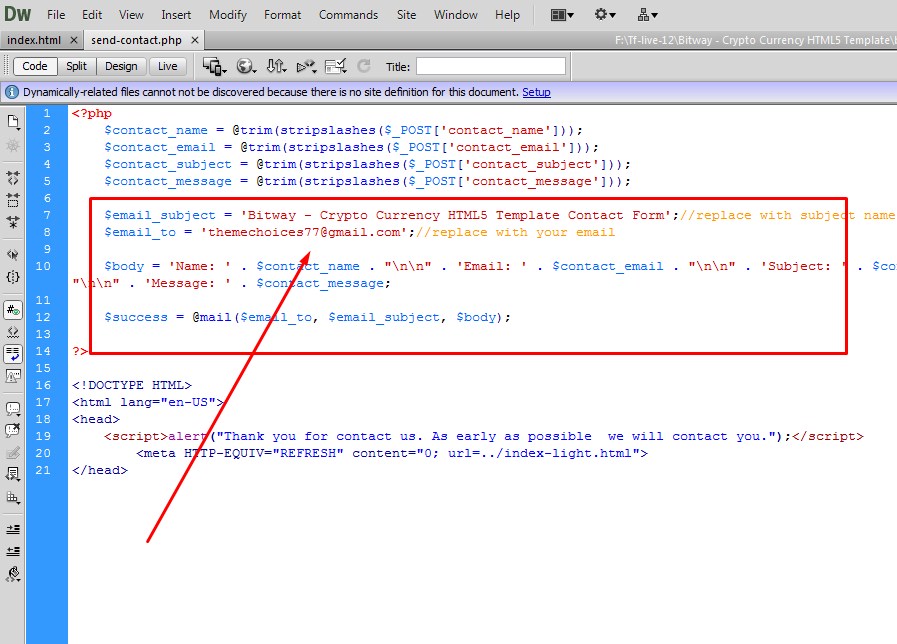 Dw File Edit View Insert Modify Format Commands Site Window Help
index.html × send-contact.php × F:\Tf-live-12\Bitway - Crypto Currency HTML5 Template\
Code Split Design Live Title:
Dynamically-related files cannot not be discovered because there is no site definition for this document. Setup
1 <?php
2 $contact_name = @trim(stripslashes($_POST['contact_name']));
3 $contact_email = @trim(stripslashes($_POST['contact_email']));
4 $contact_subject = @trim(stripslashes($_POST['contact_subject']));
5 $contact_message = @trim(stripslashes($_POST['contact_message']));
6
7 $email_subject = 'Bitway - Crypto Currency HTML5 Template Contact Form';//replace with subject name
8 $email_to = 'themechoices77@gmail.com';//replace with your email
9
10 $body = 'Name: ' . $contact_name . "\n\n" . 'Email: ' . $contact_email . "\n\n" . 'Subject: ' . $co
"\n\n" . 'Message: ' . $contact_message;
11
12 $success = @mail($email_to, $email_subject, $body);
13
14 ?>
15
16 <!DOCTYPE HTML>
17 <html lang="en-US">
18 <head>
19 <script>alert("Thank you for contact us. As early as possible  we will contact you.");</script>
20 <meta HTTP-EQUIV="REFRESH" content="0; url=../index-light.html">
21 </head>